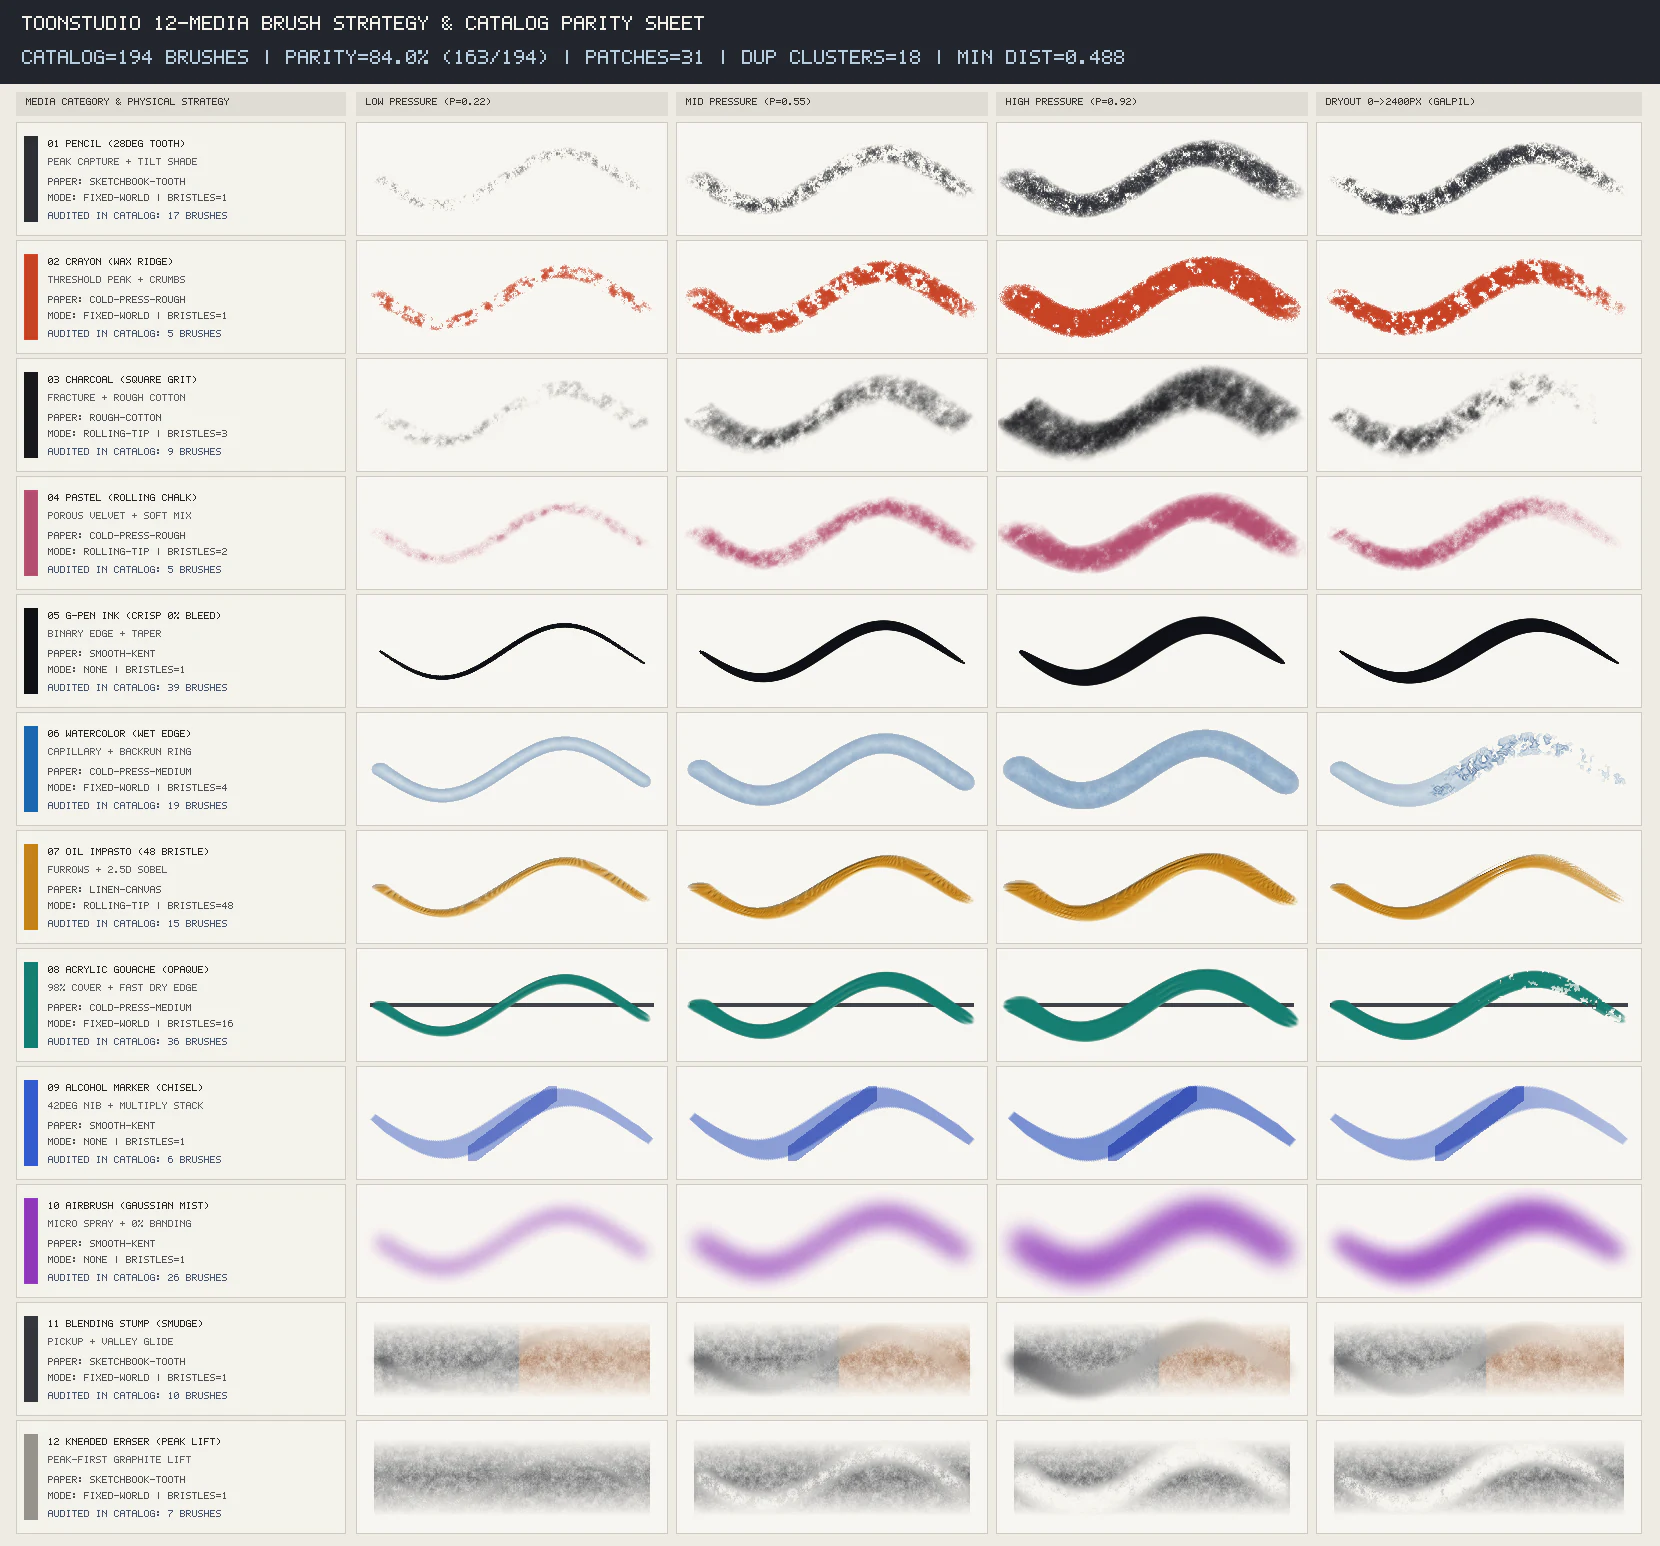 TOONSTUDIO 12-MEDIA BRUSH STRATEGY & CATALOG PARITY SHEET
CATALOG=194 BRUSHES | PARITY=84.0% (163/194) | PATCHES=31 | DUP CLUSTERS=18 | MIN DIST=0.488
MEDIA CATEGORY & PHYSICAL STRATEGY
LOW PRESSURE (P=0.22)
MID PRESSURE (P=0.55)
HIGH PRESSURE (P=0.92)
DRYOUT 0->2400PX (GALPIL)
01 PENCIL (28DEG TOOTH)
PEAK CAPTURE + TILT SHADE
PAPER: SKETCHBOOK-TOOTH
MODE: FIXED-WORLD | BRISTLES=1
AUDITED IN CATALOG: 17 BRUSHES
02 CRAYON (WAX RIDGE)
THRESHOLD PEAK + CRUMBS
PAPER: COLD-PRESS-ROUGH
MODE: FIXED-WORLD | BRISTLES=1
AUDITED IN CATALOG: 5 BRUSHES
03 CHARCOAL (SQUARE GRIT)
FRACTURE + ROUGH COTTON
PAPER: ROUGH-COTTON
MODE: ROLLING-TIP | BRISTLES=3
AUDITED IN CATALOG: 9 BRUSHES
04 PASTEL (ROLLING CHALK)
POROUS VELVET + SOFT MIX
PAPER: COLD-PRESS-ROUGH
MODE: ROLLING-TIP | BRISTLES=2
AUDITED IN CATALOG: 5 BRUSHES
05 G-PEN INK (CRISP 0% BLEED)
BINARY EDGE + TAPER
PAPER: SMOOTH-KENT
MODE: NONE | BRISTLES=1
AUDITED IN CATALOG: 39 BRUSHES
06 WATERCOLOR (WET EDGE)
CAPILLARY + BACKRUN RING
PAPER: COLD-PRESS-MEDIUM
MODE: FIXED-WORLD | BRISTLES=4
AUDITED IN CATALOG: 19 BRUSHES
07 OIL IMPASTO (48 BRISTLE)
FURROWS + 2.5D SOBEL
PAPER: LINEN-CANVAS
MODE: ROLLING-TIP | BRISTLES=48
AUDITED IN CATALOG: 15 BRUSHES
08 ACRYLIC GOUACHE (OPAQUE)
98% COVER + FAST DRY EDGE
PAPER: COLD-PRESS-MEDIUM
MODE: FIXED-WORLD | BRISTLES=16
AUDITED IN CATALOG: 36 BRUSHES
09 ALCOHOL MARKER (CHISEL)
42DEG NIB + MULTIPLY STACK
PAPER: SMOOTH-KENT
MODE: NONE | BRISTLES=1
AUDITED IN CATALOG: 6 BRUSHES
10 AIRBRUSH (GAUSSIAN MIST)
MICRO SPRAY + 0% BANDING
PAPER: SMOOTH-KENT
MODE: NONE | BRISTLES=1
AUDITED IN CATALOG: 26 BRUSHES
11 BLENDING STUMP (SMUDGE)
PICKUP + VALLEY GLIDE
PAPER: SKETCHBOOK-TOOTH
MODE: FIXED-WORLD | BRISTLES=1
AUDITED IN CATALOG: 10 BRUSHES
12 KNEADED ERASER (PEAK LIFT)
PEAK-FIRST GRAPHITE LIFT
PAPER: SKETCHBOOK-TOOTH
MODE: FIXED-WORLD | BRISTLES=1
AUDITED IN CATALOG: 7 BRUSHES